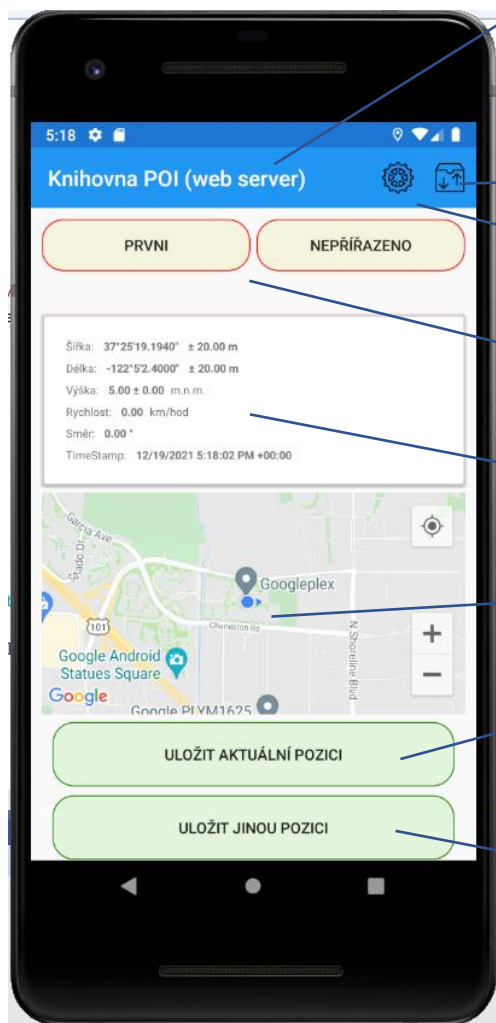 5:18
Knihovna POI (web server)
PRVNI
NEPŘÍŘAZENO
Šířka: 37°25'19.1940" ± 20.00 m
Délka: -122°5'2.4000" ± 20.00 m
Výška: 5.00 ± 0.00 m.n.m.
Rychlost: 0.00 km/hod
Směr: 0.00 °
TimeStamp: 12/19/2021 5:18:02 PM +00:00
Garcia Ave
Googleplex
101
Charleston Rd
N Shoreline Blvd
Google Android
Statues Square
Google
Google PLYM1625
+
−
ULOŽIT AKTUÁLNÍ POZICI
ULOŽIT JINOU POZICI